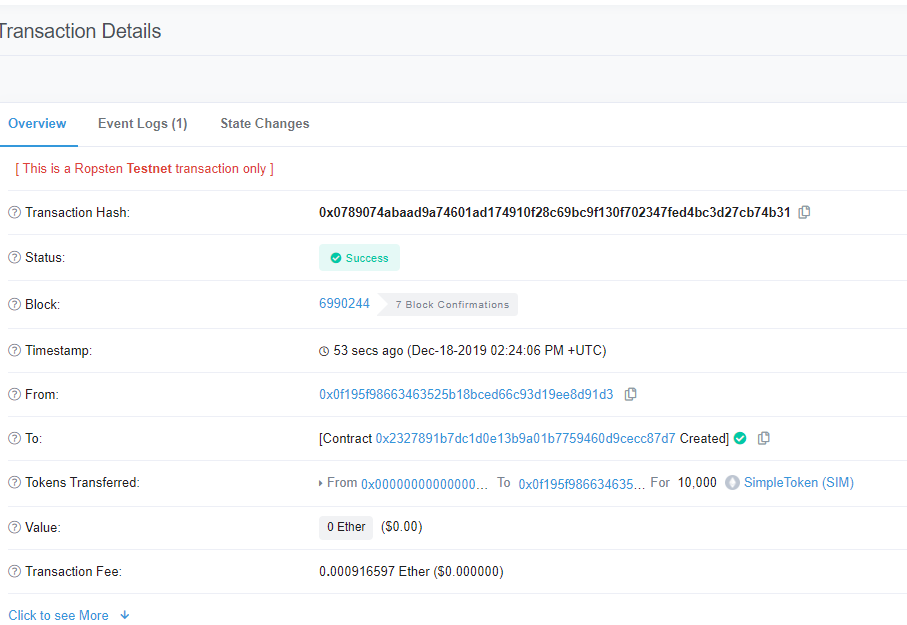 Transaction Details
Overview Event Logs (1) State Changes
[ This is a Ropsten Testnet transaction only ]
Transaction Hash: 0x0789074abaad9a74601ad174910f28c69bc9f130f702347fed4bc3d27cb74b31
Status: Success
Block: 6990244 7 Block Confirmations
Timestamp: 53 secs ago (Dec-18-2019 02:24:06 PM +UTC)
From: 0x0f195f98663463525b18bced66c93d19ee8d91d3
To: [Contract 0x2327891b7dc1d0e13b9a01b7759460d9cecc87d7 Created]
Tokens Transferred: From 0x00000000000000... To 0x0f195f986634635... For 10,000 SimpleToken (SIM)
Value: 0 Ether ($0.00)
Transaction Fee: 0.000916597 Ether ($0.000000)
Click to see More